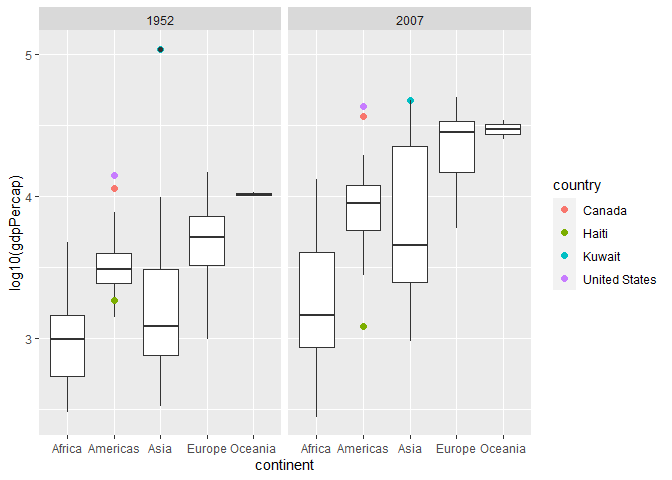 1952
2007
5
4
3
log10(gdpPercap)
Africa Americas Asia Europe Oceania
Africa Americas Asia Europe Oceania
continent
country
Canada
Haiti
Kuwait
United States